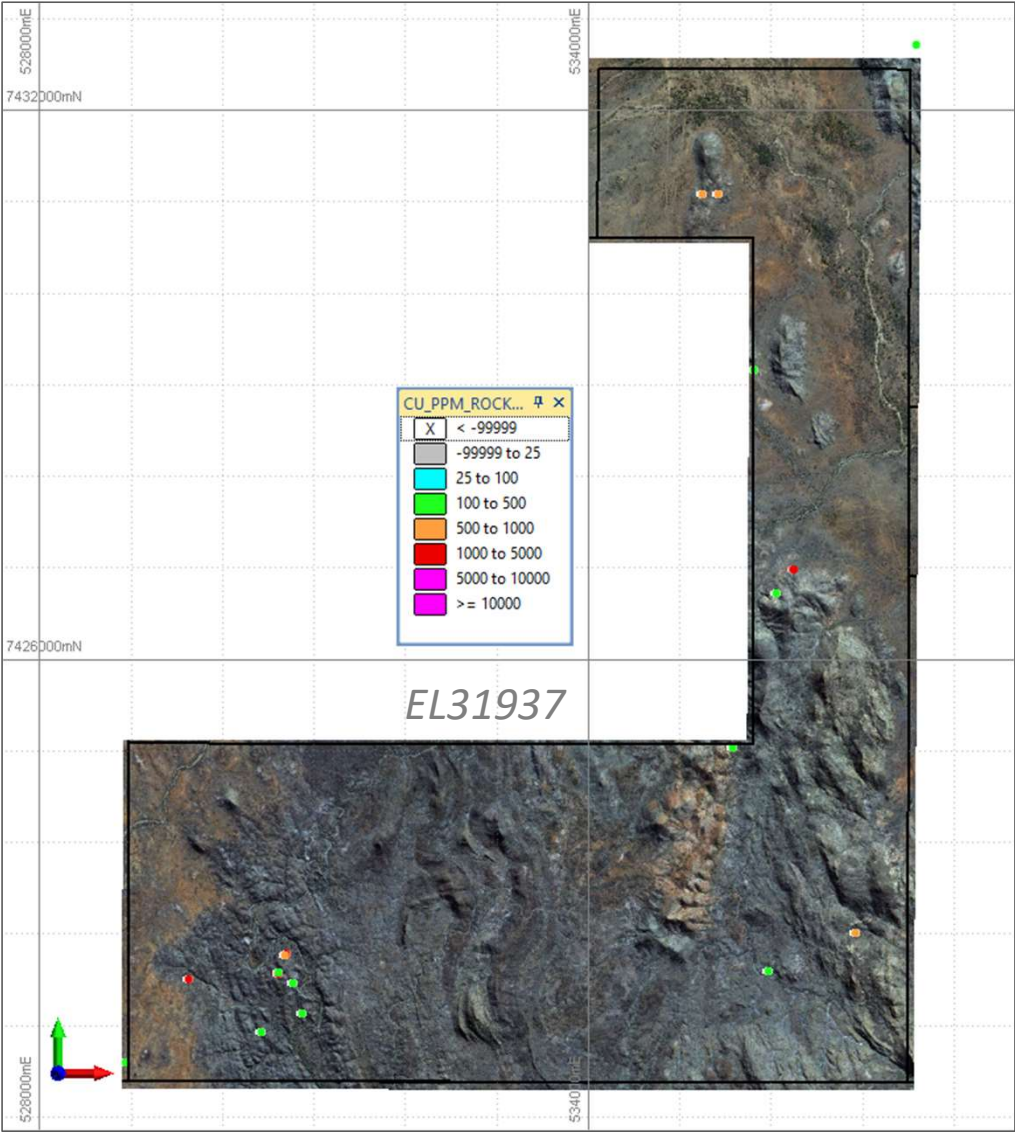 528000mE
534000mE
7432000mN
CU_PPM_ROCK...
X < -99999
-99999 to 25
25 to 100
100 to 500
500 to 1000
1000 to 5000
5000 to 10000
>= 10000
7426000mN
EL31937
528000mE
534000mE